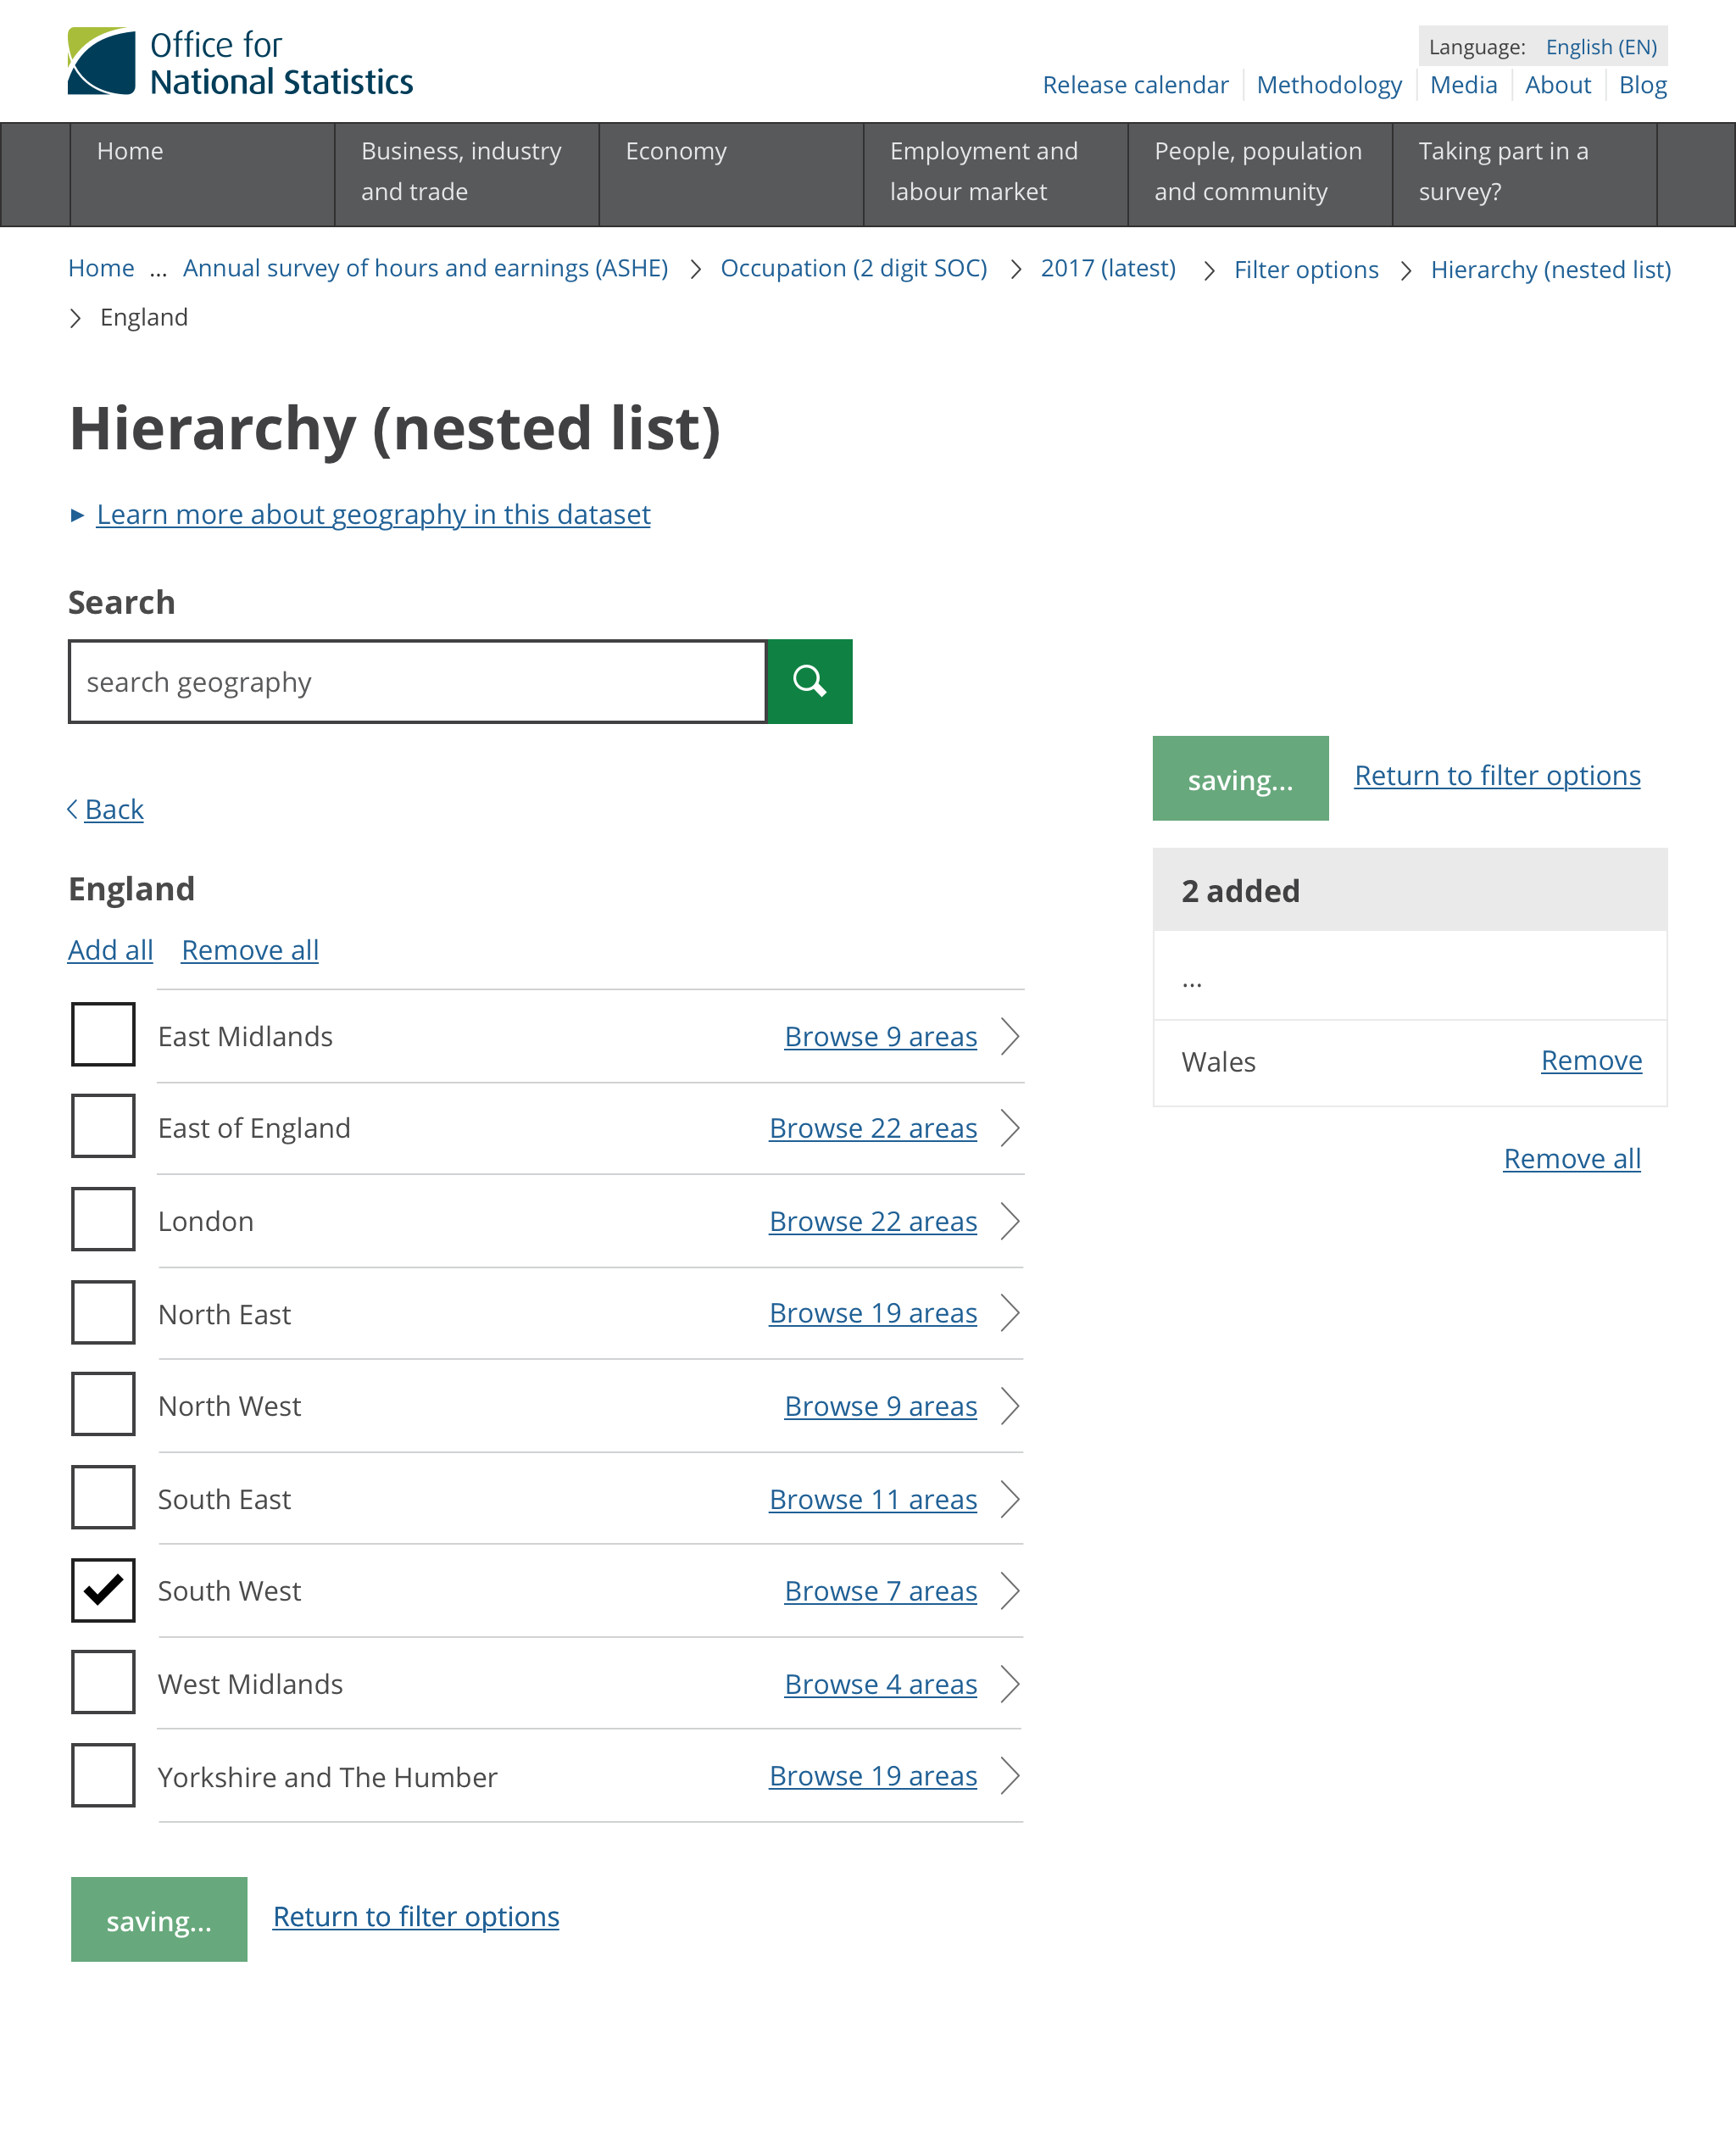 Office for
National Statistics
Language: English (EN)
Release calendar Methodology Media About Blog
Home
Business, industry
and trade
Economy
Employment and
labour market
People, population
and community
Taking part in a
survey?
Home ... Annual survey of hours and earnings (ASHE) Occupation (2 digit SOC) 2017 (latest) Filter options Hierarchy (nested list)
England
Hierarchy (nested list)
Learn more about geography in this dataset
Search
search geography
Back
England
Add all Remove all
East Midlands Browse 9 areas
East of England Browse 22 areas
London Browse 22 areas
North East Browse 19 areas
North West Browse 9 areas
South East Browse 11 areas
South West Browse 7 areas
West Midlands Browse 4 areas
Yorkshire and The Humber Browse 19 areas
saving... Return to filter options
saving... Return to filter options
2 added
...
Wales Remove
Remove all